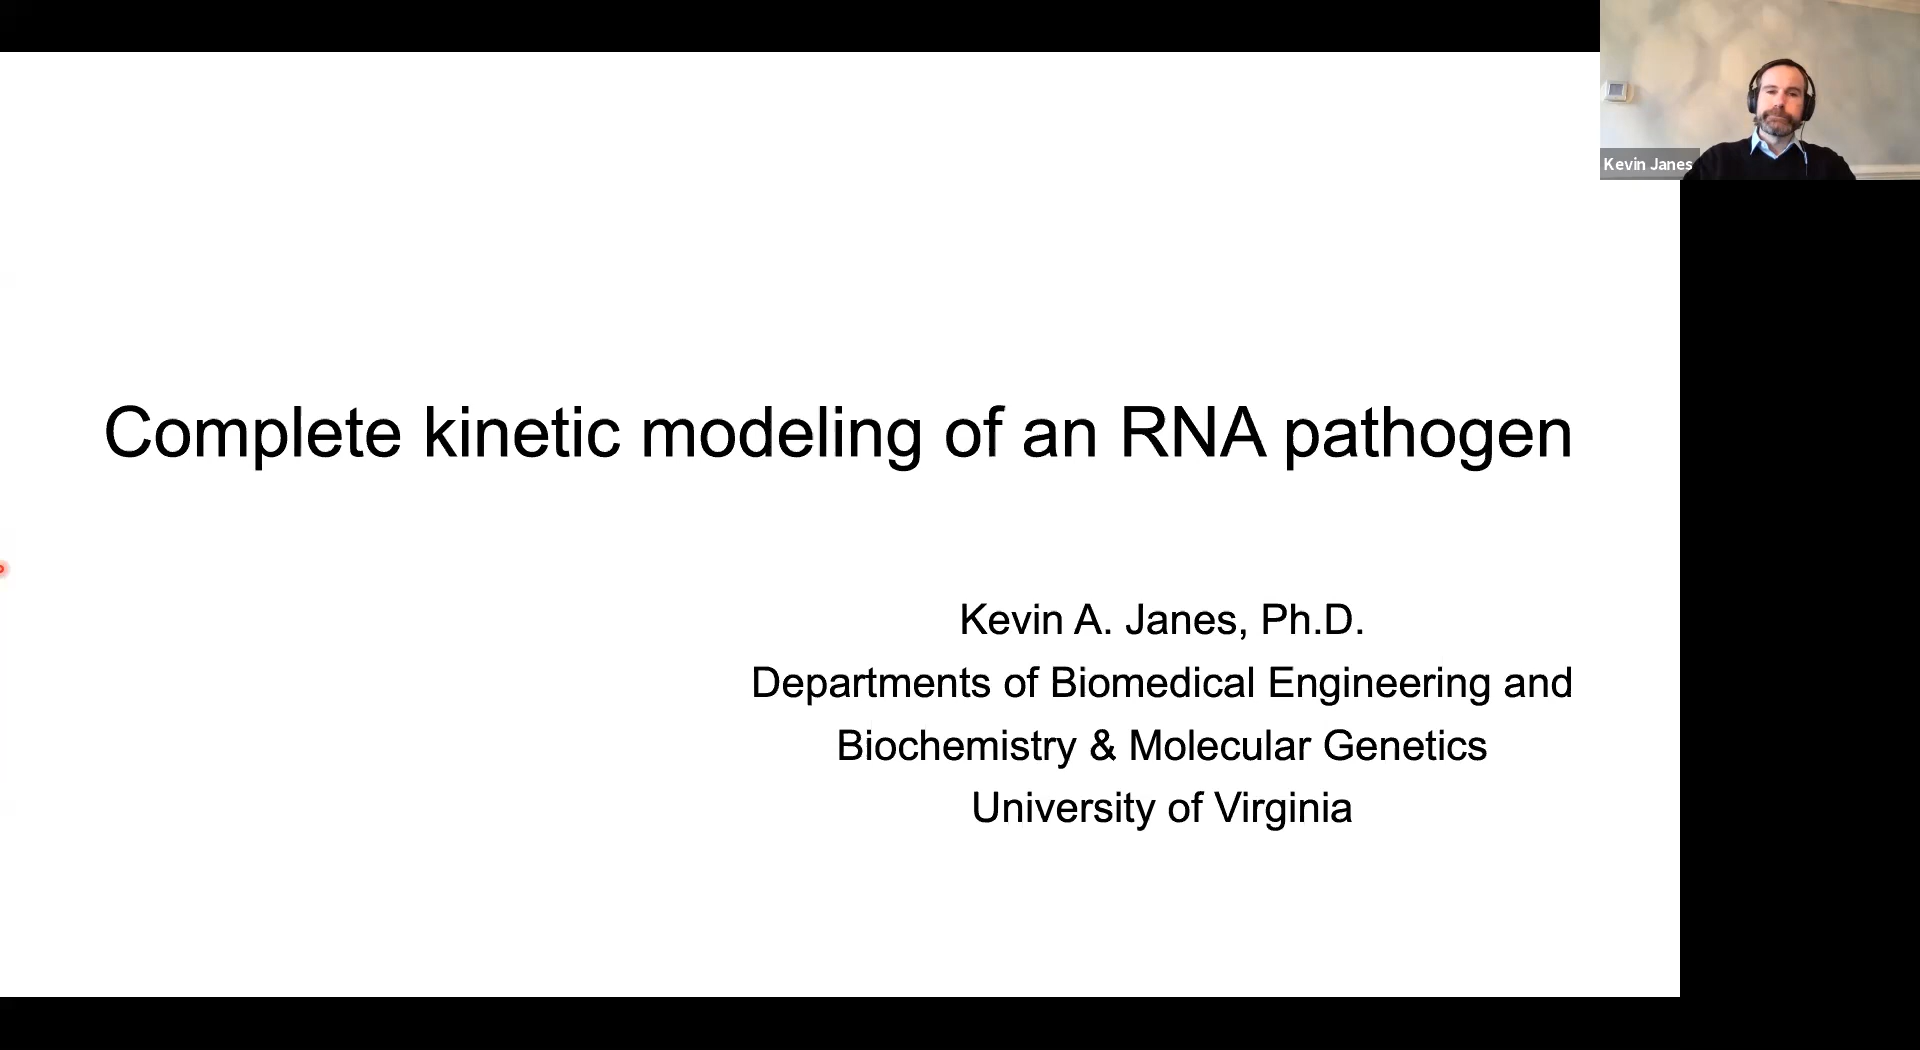 Kevin Janes
Complete kinetic modeling of an RNA pathogen
Kevin A. Janes, Ph.D.
Departments of Biomedical Engineering and
Biochemistry & Molecular Genetics
University of Virginia